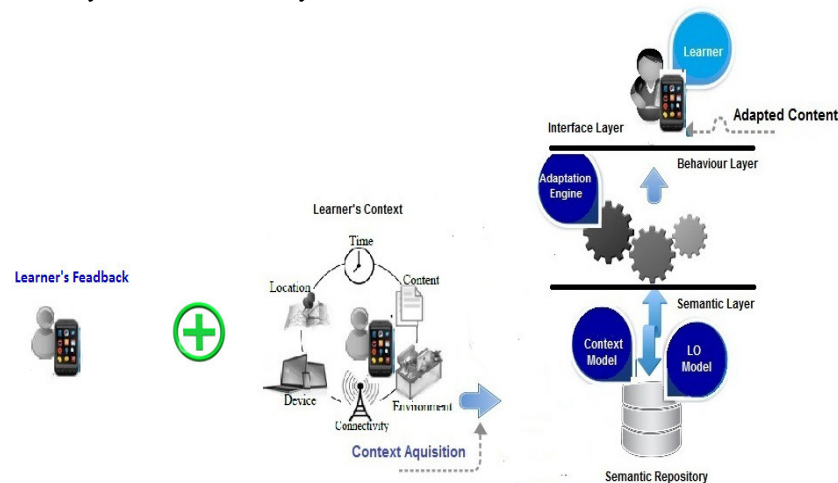 Learner's Feadback
Learner's Context
Time
Location
Content
Device
Environment
Connectivity
Context Aquisition
Learner
Adapted Content
Interface Layer
Behaviour Layer
Adaptation
Engine
Semantic Layer
Context
Model
LO
Model
Semantic Repository